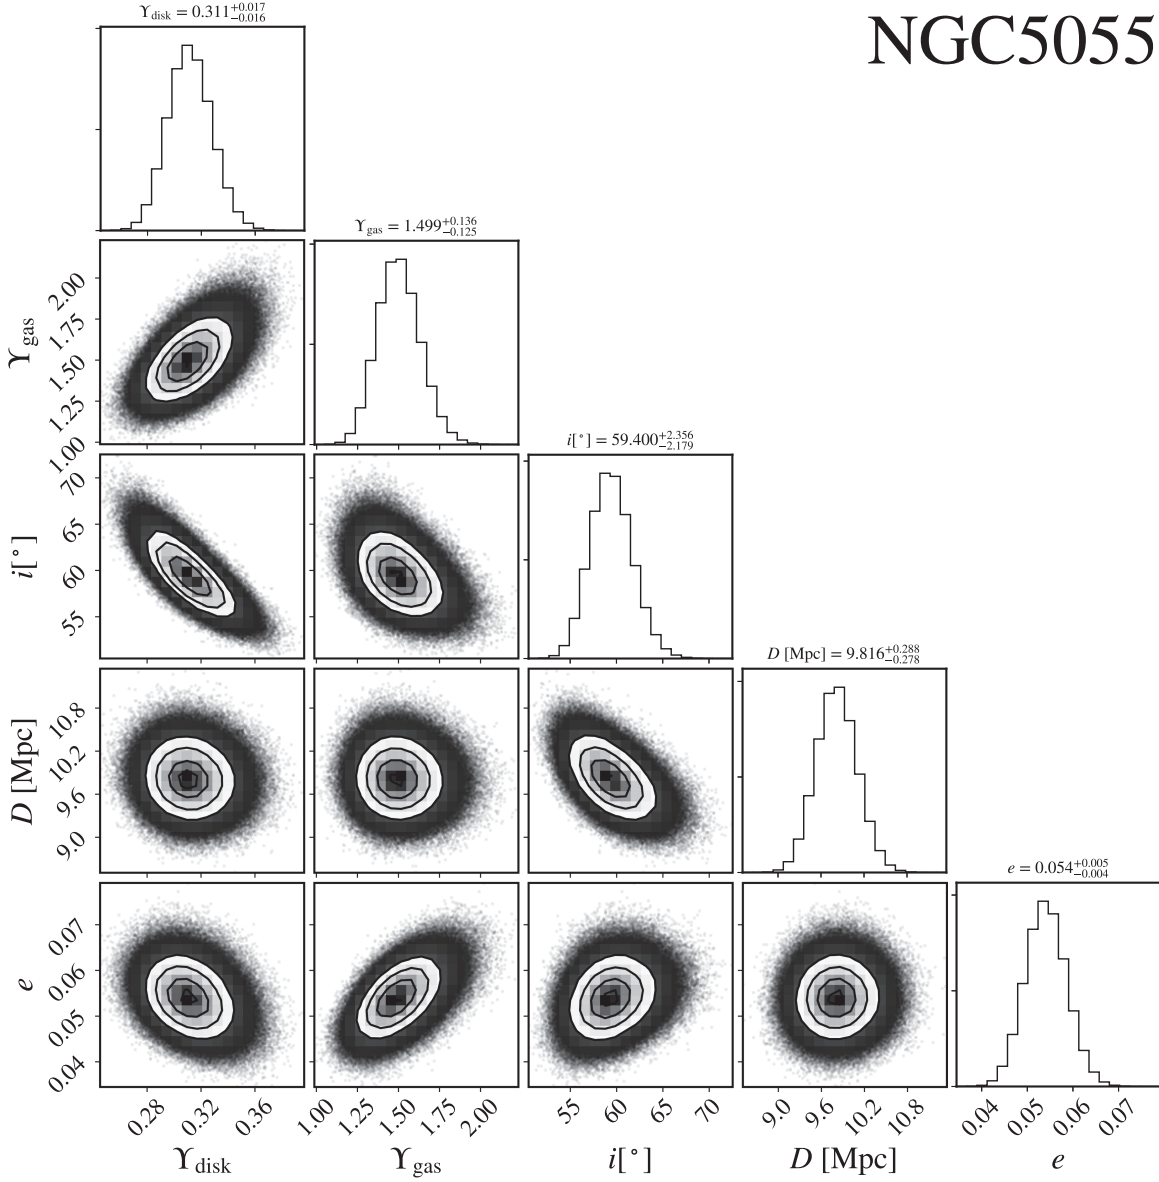 ϒdisk = 0.311+0.017−0.016
NGC5055
ϒgas = 1.499+0.136−0.125
2.00
1.75
1.50
1.25
1.00
ϒgas
i[°] = 59.400+2.356−2.179
70
65
60
55
i[°]
D [Mpc] = 9.816+0.288−0.278
10.8
10.2
9.6
9.0
D [Mpc]
e = 0.054+0.005−0.004
0.07
0.06
0.05
0.04
e
0.28 0.32 0.36 1.00 1.25 1.50 1.75 2.00 55 60 65 70 9.0 9.6 10.2 10.8 0.04 0.05 0.06 0.07
ϒdisk ϒgas i[°] D [Mpc] e